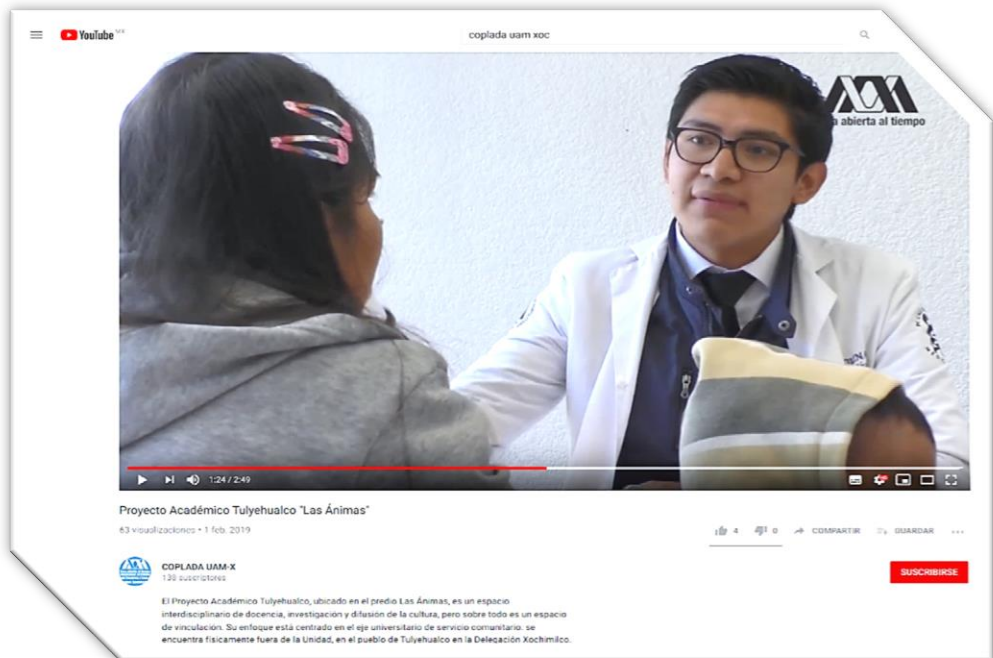 YouTube MX
coplada uam xoc
a abierta al tiempo
1:24 / 2:49
Proyecto Académico Tulyehualco "Las Ánimas"
63 visualizaciones • 1 feb. 2019
4
0
COMPARTIR
GUARDAR
COPLADA UAM-X
138 suscriptores
SUSCRIBIRSE
El Proyecto Académico Tulyehualco, ubicado en el predio Las Ánimas, es un espacio
interdisciplinario de docencia, investigación y difusión de la cultura, pero sobre todo es un espacio
de vinculación. Su enfoque está centrado en el eje universitario de servicio comunitario. se
encuentra físicamente fuera de la Unidad, en el pueblo de Tulyehualco en la Delegación Xochimilco.